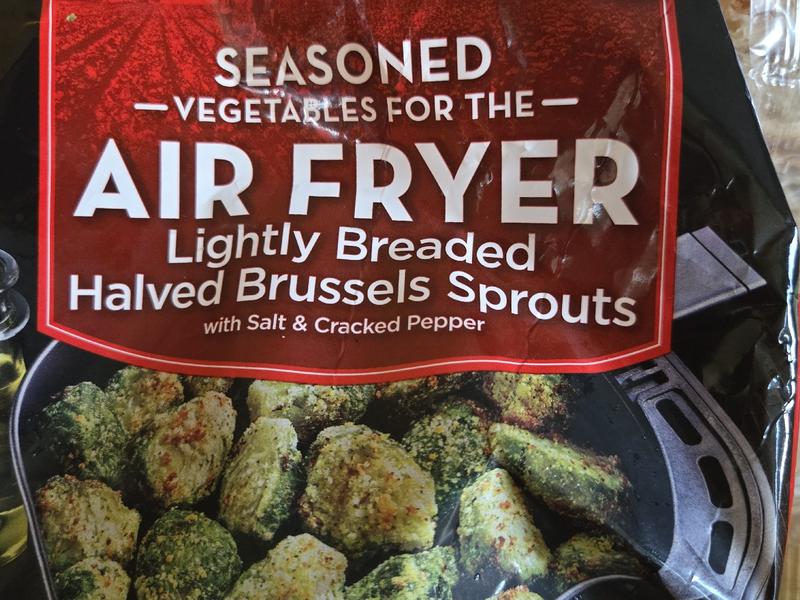 SEASONED
VEGETABLES FOR THE
AIR FRYER
Lightly Breaded
Halved Brussels Sprouts
with Salt & Cracked Pepper